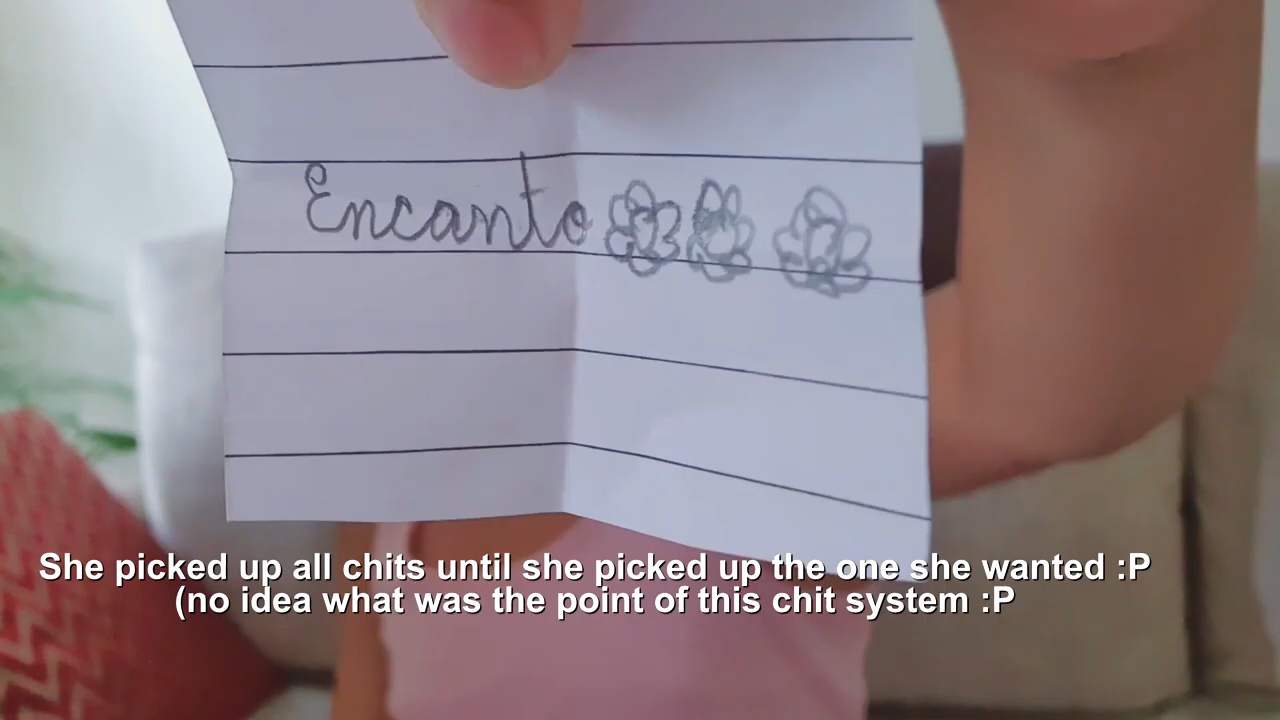 Encanto
She picked up all chits until she picked up the one she wanted :P
(no idea what was the point of this chit system :P